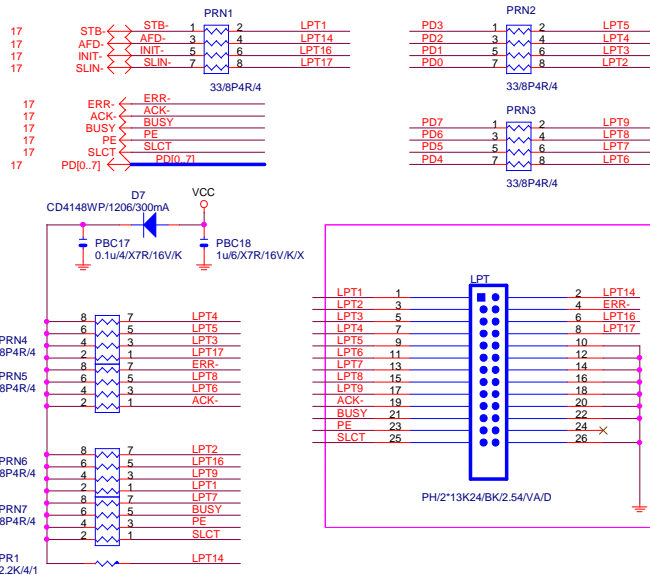 PRN1
17 STB- STB- 1 2 LPT1
17 AFD- AFD- 3 4 LPT14
17 INIT- INIT- 5 6 LPT16
17 SLIN- SLIN- 7 8 LPT17
33/8P4R/4
PRN2
PD3 1 2 LPT5
PD2 3 4 LPT4
PD1 5 6 LPT3
PD0 7 8 LPT2
33/8P4R/4
17 ERR- ERR-
17 ACK- ACK-
17 BUSY BUSY
17 PE PE
17 SLCT SLCT
17 PD[0..7] PD[0..7]
PRN3
PD7 1 2 LPT9
PD6 3 4 LPT8
PD5 5 6 LPT7
PD4 7 8 LPT6
33/8P4R/4
D7
CD4148WP/1206/300mA
VCC
PBC17
0.1u/4/X7R/16V/K
PBC18
1u/6/X7R/16V/K/X
8 7 LPT4
6 5 LPT5
PRN4 4 3 LPT3
8P4R/4 2 1 LPT17
8 7 ERR-
PRN5 6 5 LPT8
8P4R/4 4 3 LPT6
2 1 ACK-
8 7 LPT2
PRN6 6 5 LPT16
8P4R/4 4 3 LPT9
2 1 LPT1
8 7 LPT7
PRN7 6 5 BUSY
8P4R/4 4 3 PE
2 1 SLCT
PR1 LPT14
2.2K/4/1
LPT
LPT1 1 2 LPT14
LPT2 3 4 ERR-
LPT3 5 6 LPT16
LPT4 7 8 LPT17
LPT5 9 10
LPT6 11 12
LPT7 13 14
LPT8 15 16
LPT9 17 18
ACK- 19 20
BUSY 21 22
PE 23 24
SLCT 25 26
PH/2*13K24/BK/2.54/VA/D